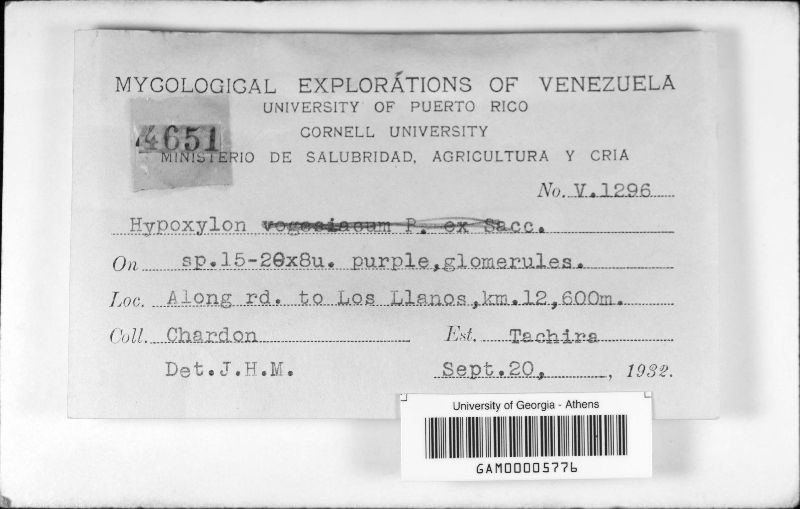 MYCOLOGICAL EXPLORATIONS OF VENEZUELA
UNIVERSITY OF PUERTO RICO
CORNELL UNIVERSITY
4651
MINISTERIO DE SALUBRIDAD, AGRICULTURA Y CRIA
No. V.1296
Hypoxylon vogesiacum P. ex Sacc.
On sp.15-20x8u. purple,glomerules.
Loc. Along rd. to Los Llanos,km.12,600m.
Coll. Chardon Est. Tachira
Det.J.H.M. Sept.20, , 1932.
University of Georgia - Athens
GAM00005776